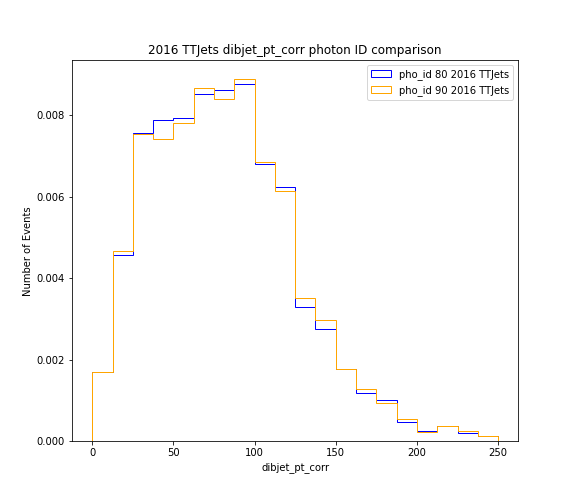 2016 TTJets dibjet_pt_corr photon ID comparison
pho_id 80 2016 TTJets
pho_id 90 2016 TTJets
Number of Events
0.008
0.006
0.004
0.002
0.000
0
50
100
150
200
250
dibjet_pt_corr